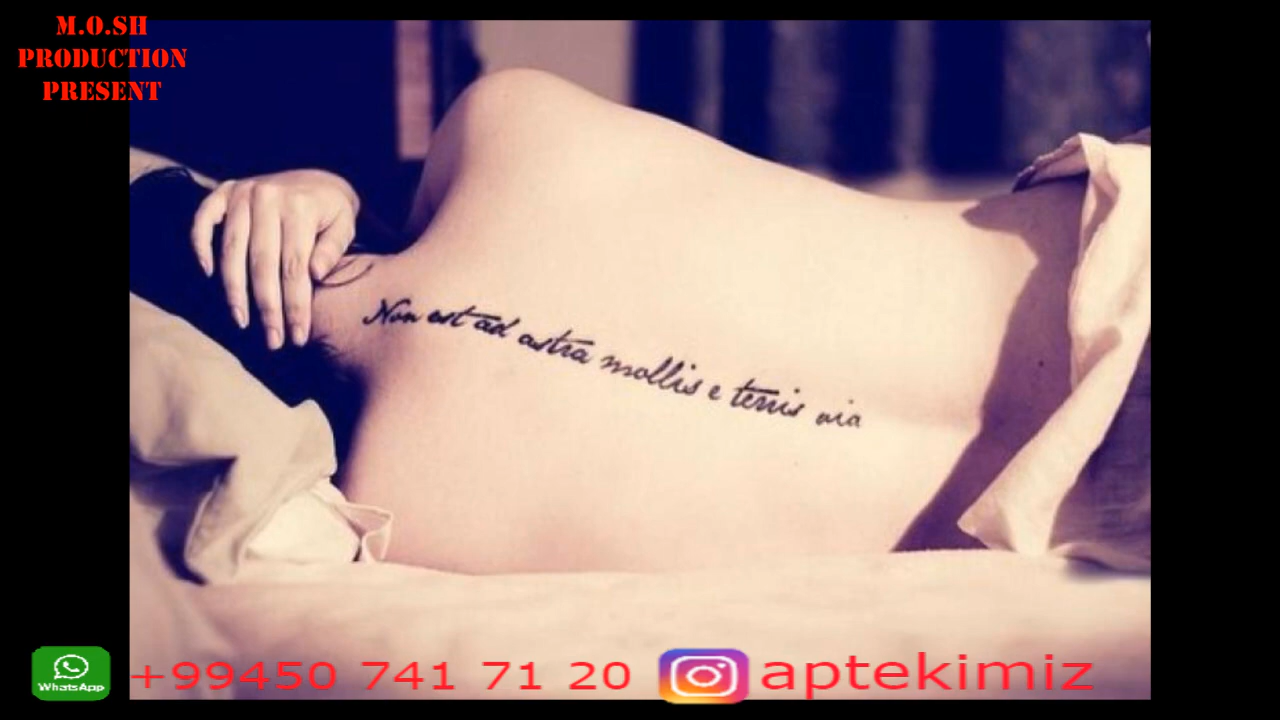 M.O.SH
PRODUCTION
PRESENT
Non est ad astra mollis e terris via
WhatsApp
+99450 741 71 20
aptekimiz